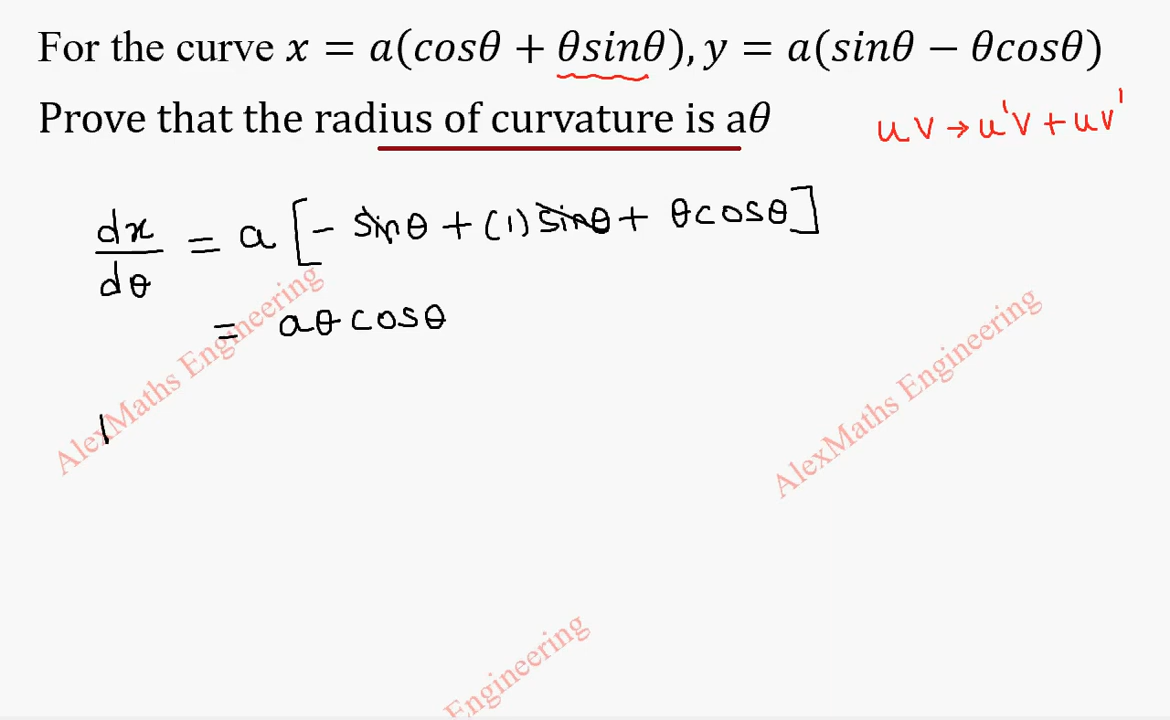 For the curve x = a(cosθ + θsinθ), y = a(sinθ − θcosθ)
Prove that the radius of curvature is aθ
uv → u'v + uv'
dx/dθ = a [- sinθ + (1) sinθ + θcosθ]
= aθcosθ
AlexMaths Engineering
AlexMaths Engineering
Engineering